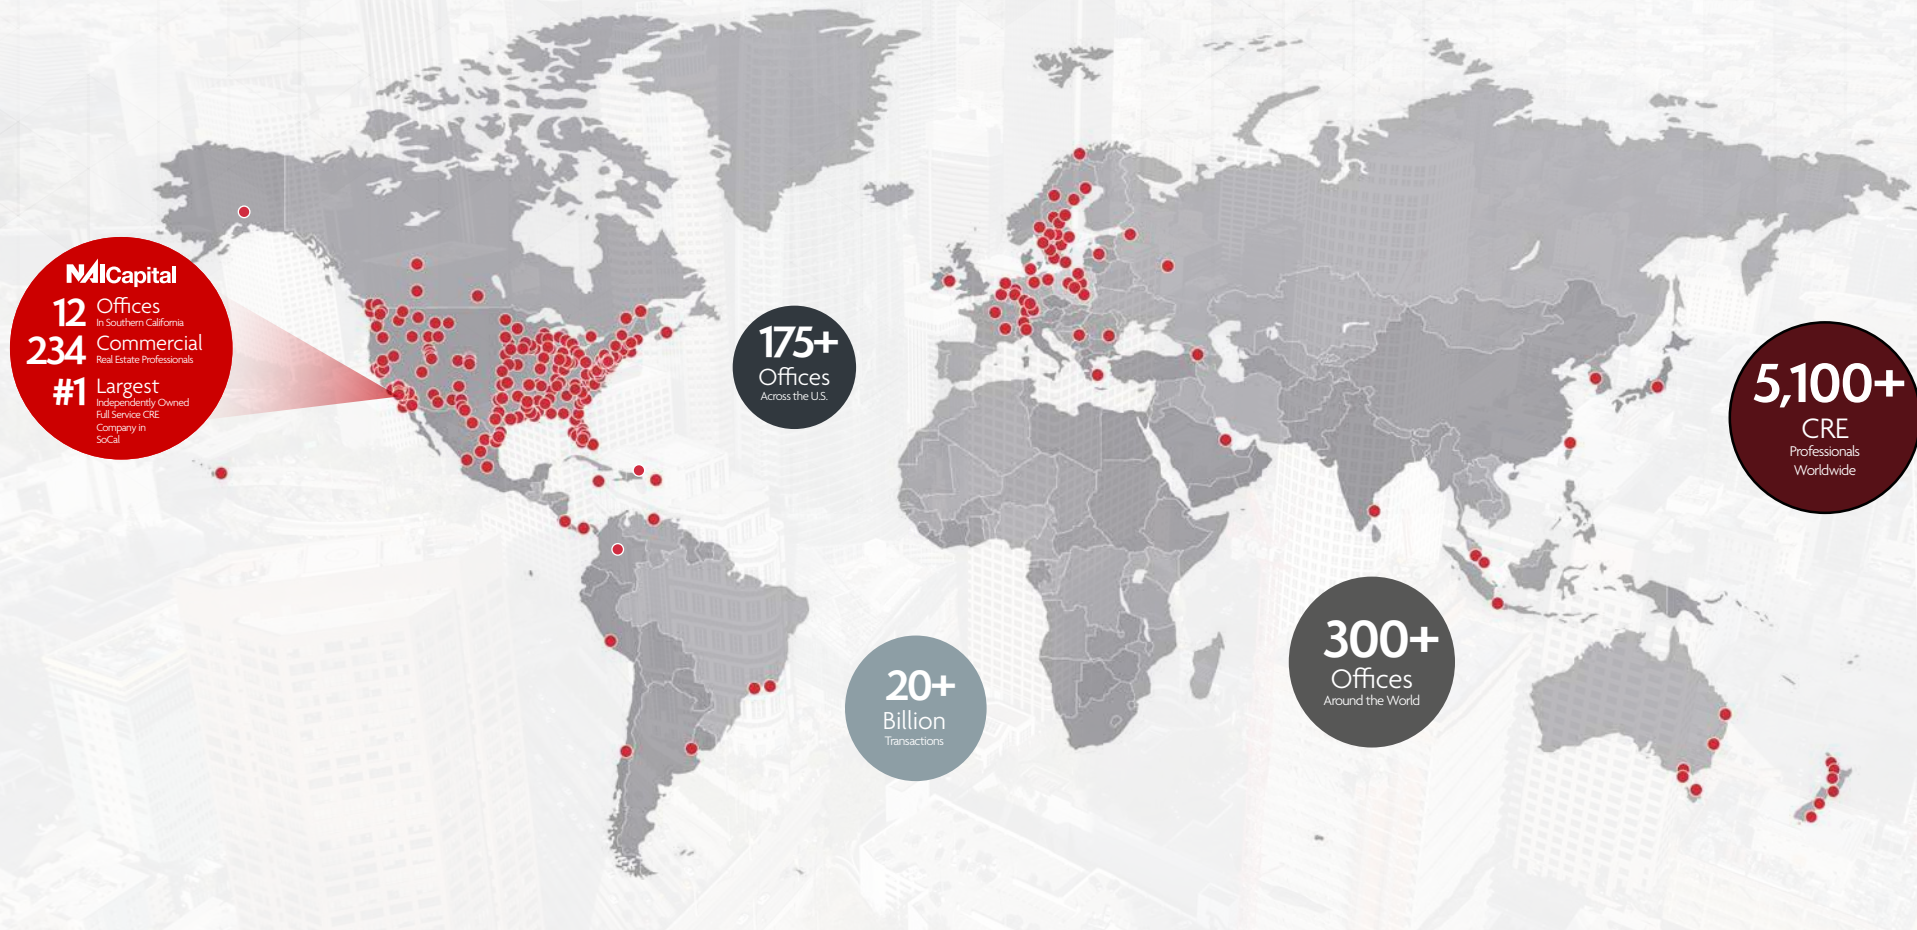 NAICapital
12 Offices
In Southern California
234 Commercial
Real Estate Professionals
#1 Largest
Independently Owned
Full Service CRE
Company in
SoCal
175+
Offices
Across the U.S.
20+
Billion
Transactions
300+
Offices
Around the World
5,100+
CRE
Professionals
Worldwide